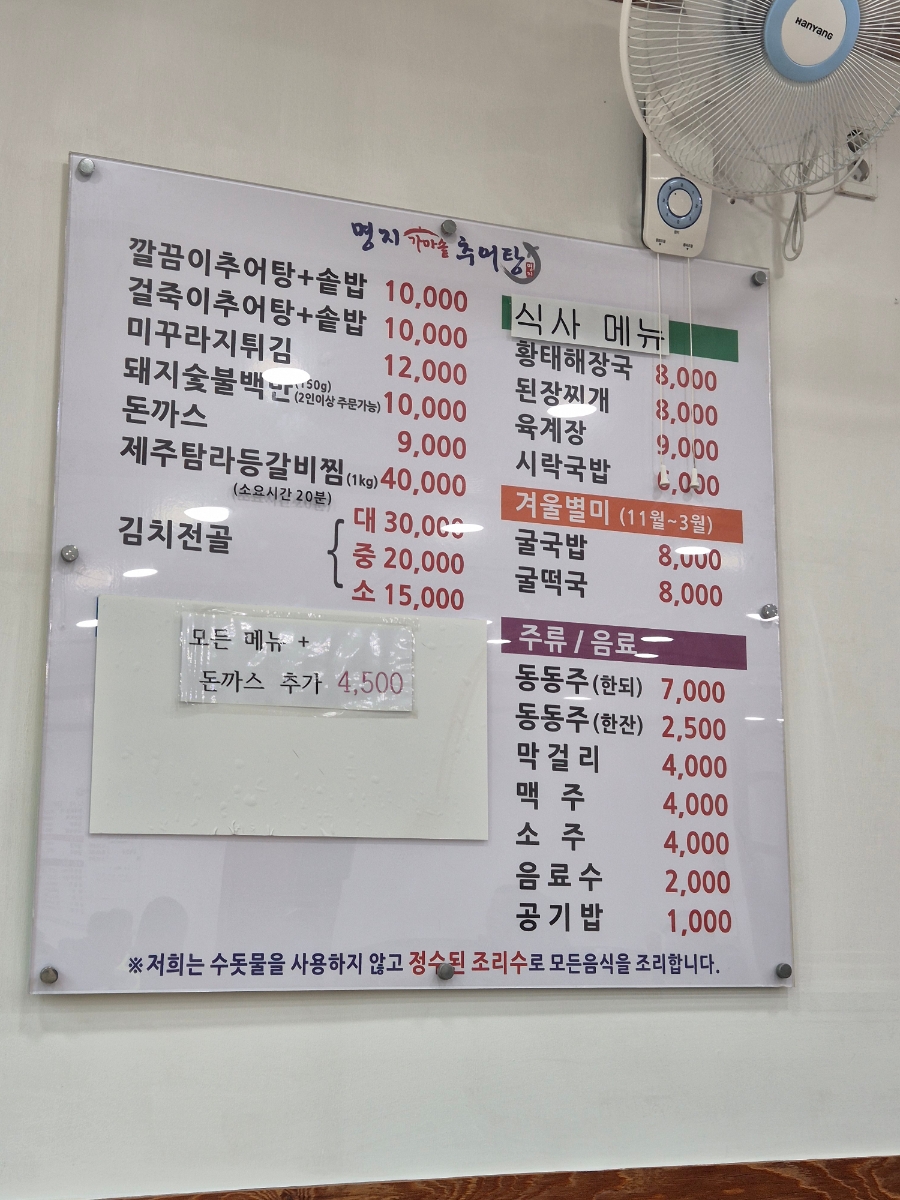 HANYANG
명지 가마솥 추어탕
깔끔이추어탕+솥밥 10,000
걸죽이추어탕+솥밥 10,000
미꾸라지튀김 12,000
돼지숯불백반(150g) (2인이상 주문가능) 10,000
돈까스 9,000
제주탐라등갈비찜(1kg) 40,000
(소요시간 20분)
김치전골 { 대 30,000
중 20,000
소 15,000
모든 메뉴 +
돈까스 추가 4,500
식사 메뉴
황태해장국 8,000
된장찌개 8,000
육계장 9,000
시락국밥
겨울별미 (11월~3월)
굴국밥 8,000
굴떡국 8,000
주류 / 음료
동동주(한되) 7,000
동동주(한잔) 2,500
막걸리 4,000
맥 주 4,000
소 주 4,000
음료수 2,000
공기밥 1,000
※저희는 수돗물을 사용하지 않고 정수된 조리수로 모든음식을 조리합니다.